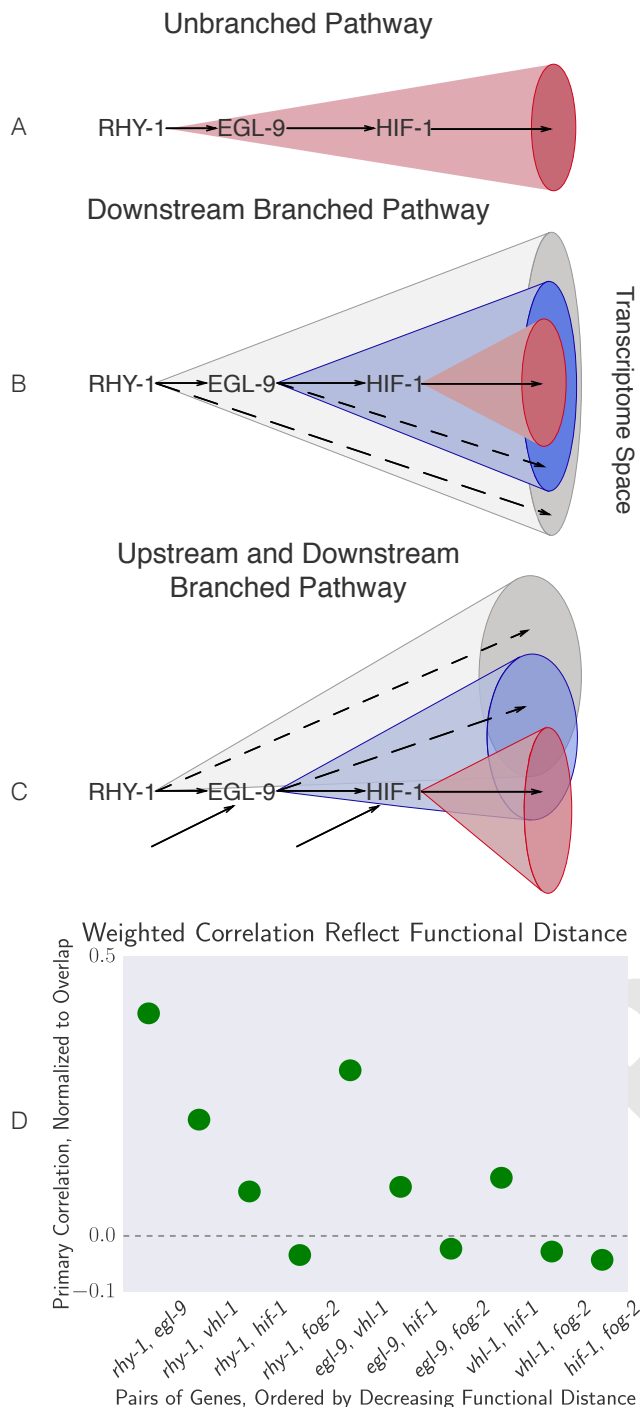 Unbranched Pathway
A
RHY-1 EGL-9 HIF-1
Downstream Branched Pathway
B
RHY-1 EGL-9 HIF-1
Transcriptome Space
Upstream and Downstream
Branched Pathway
C
RHY-1 EGL-9 HIF-1
D
Weighted Correlation Reflect Functional Distance
Primary Correlation, Normalized to Overlap
0.5
0.0
−0.1
rhy-1, egl-9
rhy-1, vhl-1
rhy-1, hif-1
rhy-1, fog-2
egl-9, vhl-1
egl-9, hif-1
egl-9, fog-2
vhl-1, hif-1
vhl-1, fog-2
hif-1, fog-2
Pairs of Genes, Ordered by Decreasing Functional Distance